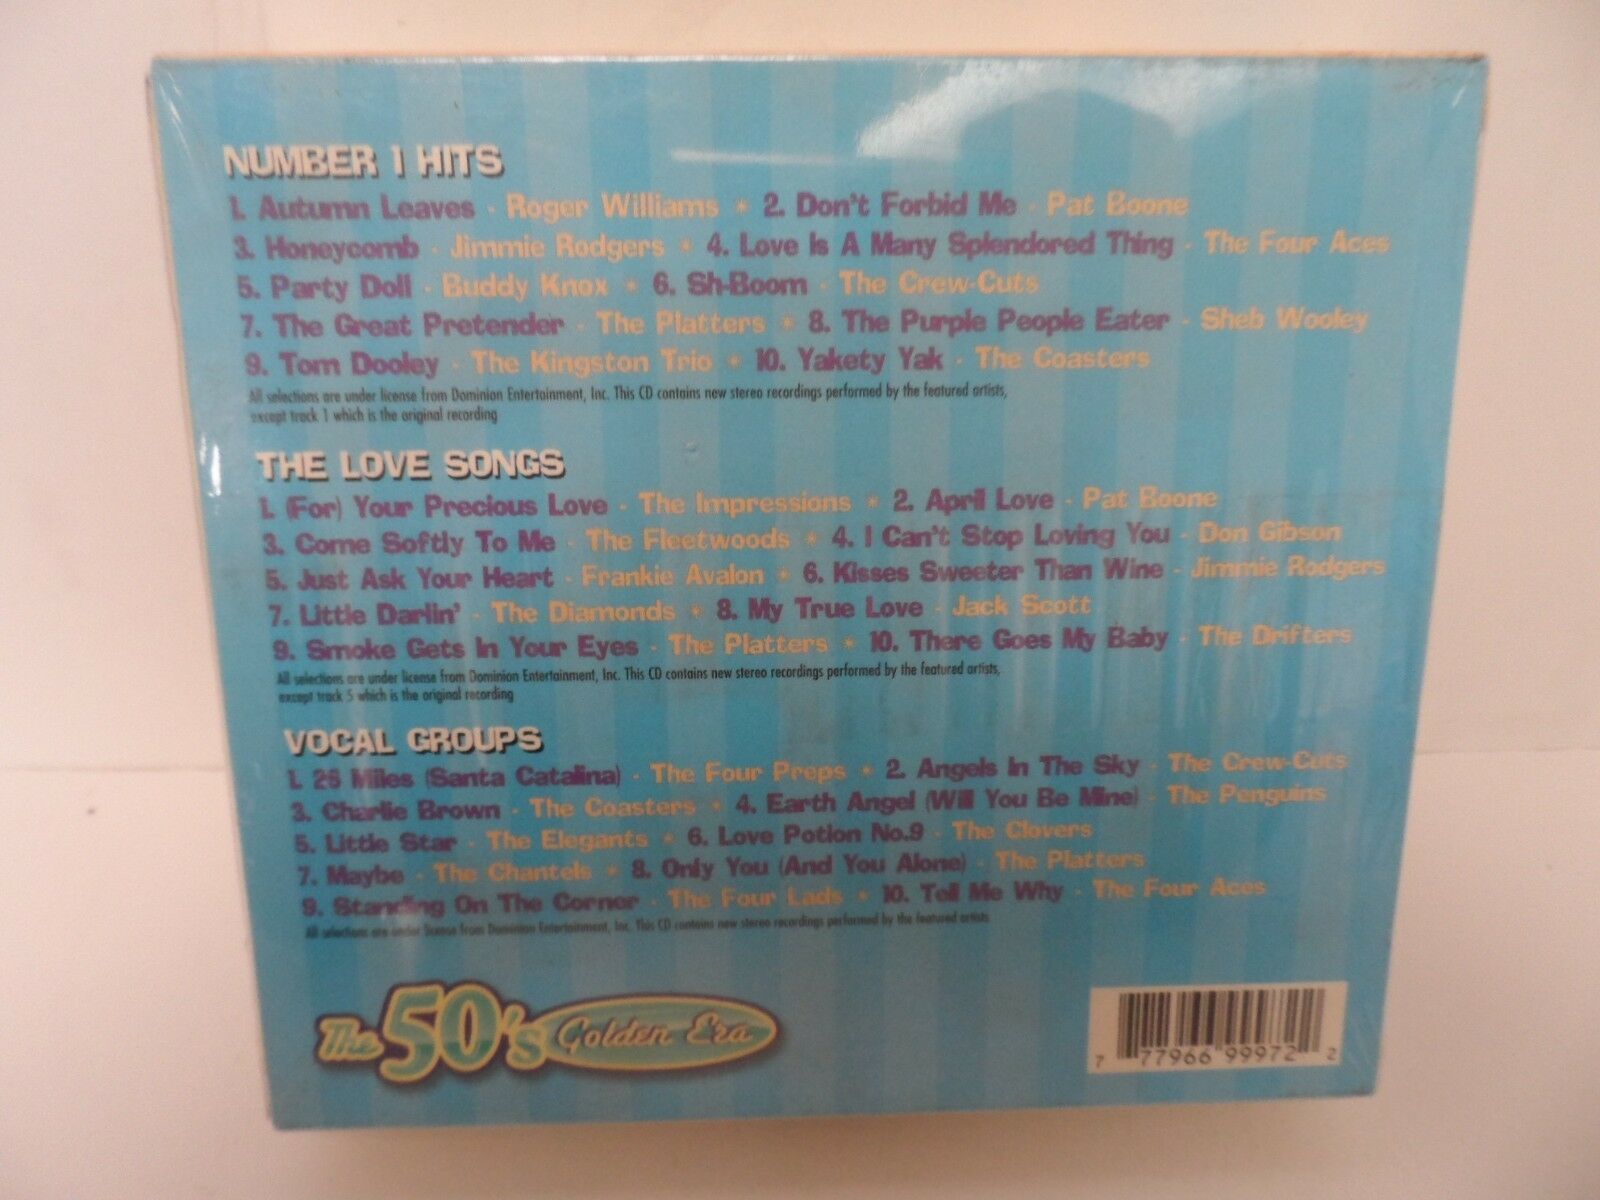 NUMBER 1 HITS
1. Autumn Leaves - Roger Williams * 2. Don't Forbid Me - Pat Boone
3. Honeycomb - Jimmie Rodgers * 4. Love Is A Many Splendored Thing - The Four Aces
5. Party Doll - Buddy Knox * 6. Sh-Boom - The Crew-Cuts
7. The Great Pretender - The Platters * 8. The Purple People Eater - Sheb Wooley
9. Tom Dooley - The Kingston Trio * 10. Yakety Yak - The Coasters
All selections are under license from Dominion Entertainment, Inc. This CD contains new stereo recordings performed by the featured artists,
except track 1 which is the original recording
THE LOVE SONGS
1. (For) Your Precious Love - The Impressions * 2. April Love - Pat Boone
3. Come Softly To Me - The Fleetwoods * 4. I Can't Stop Loving You - Don Gibson
5. Just Ask Your Heart - Frankie Avalon * 6. Kisses Sweeter Than Wine - Jimmie Rodgers
7. Little Darlin' - The Diamonds * 8. My True Love - Jack Scott
9. Smoke Gets In Your Eyes - The Platters * 10. There Goes My Baby - The Drifters
All selections are under license from Dominion Entertainment, Inc. This CD contains new stereo recordings performed by the featured artists,
except track 5 which is the original recording
VOCAL GROUPS
1. 26 Miles (Santa Catalina) - The Four Preps * 2. Angels In The Sky - The Crew-Cuts
3. Charlie Brown - The Coasters * 4. Earth Angel (Will You Be Mine) - The Penguins
5. Little Star - The Elegants * 6. Love Potion No.9 - The Clovers
7. Maybe - The Chantels * 8. Only You (And You Alone) - The Platters
9. Standing On The Corner - The Four Lads * 10. Tell Me Why - The Four Aces
All selections are under license from Dominion Entertainment, Inc. This CD contains new stereo recordings performed by the featured artists
The 50's Golden Era
7 77966 99972 2